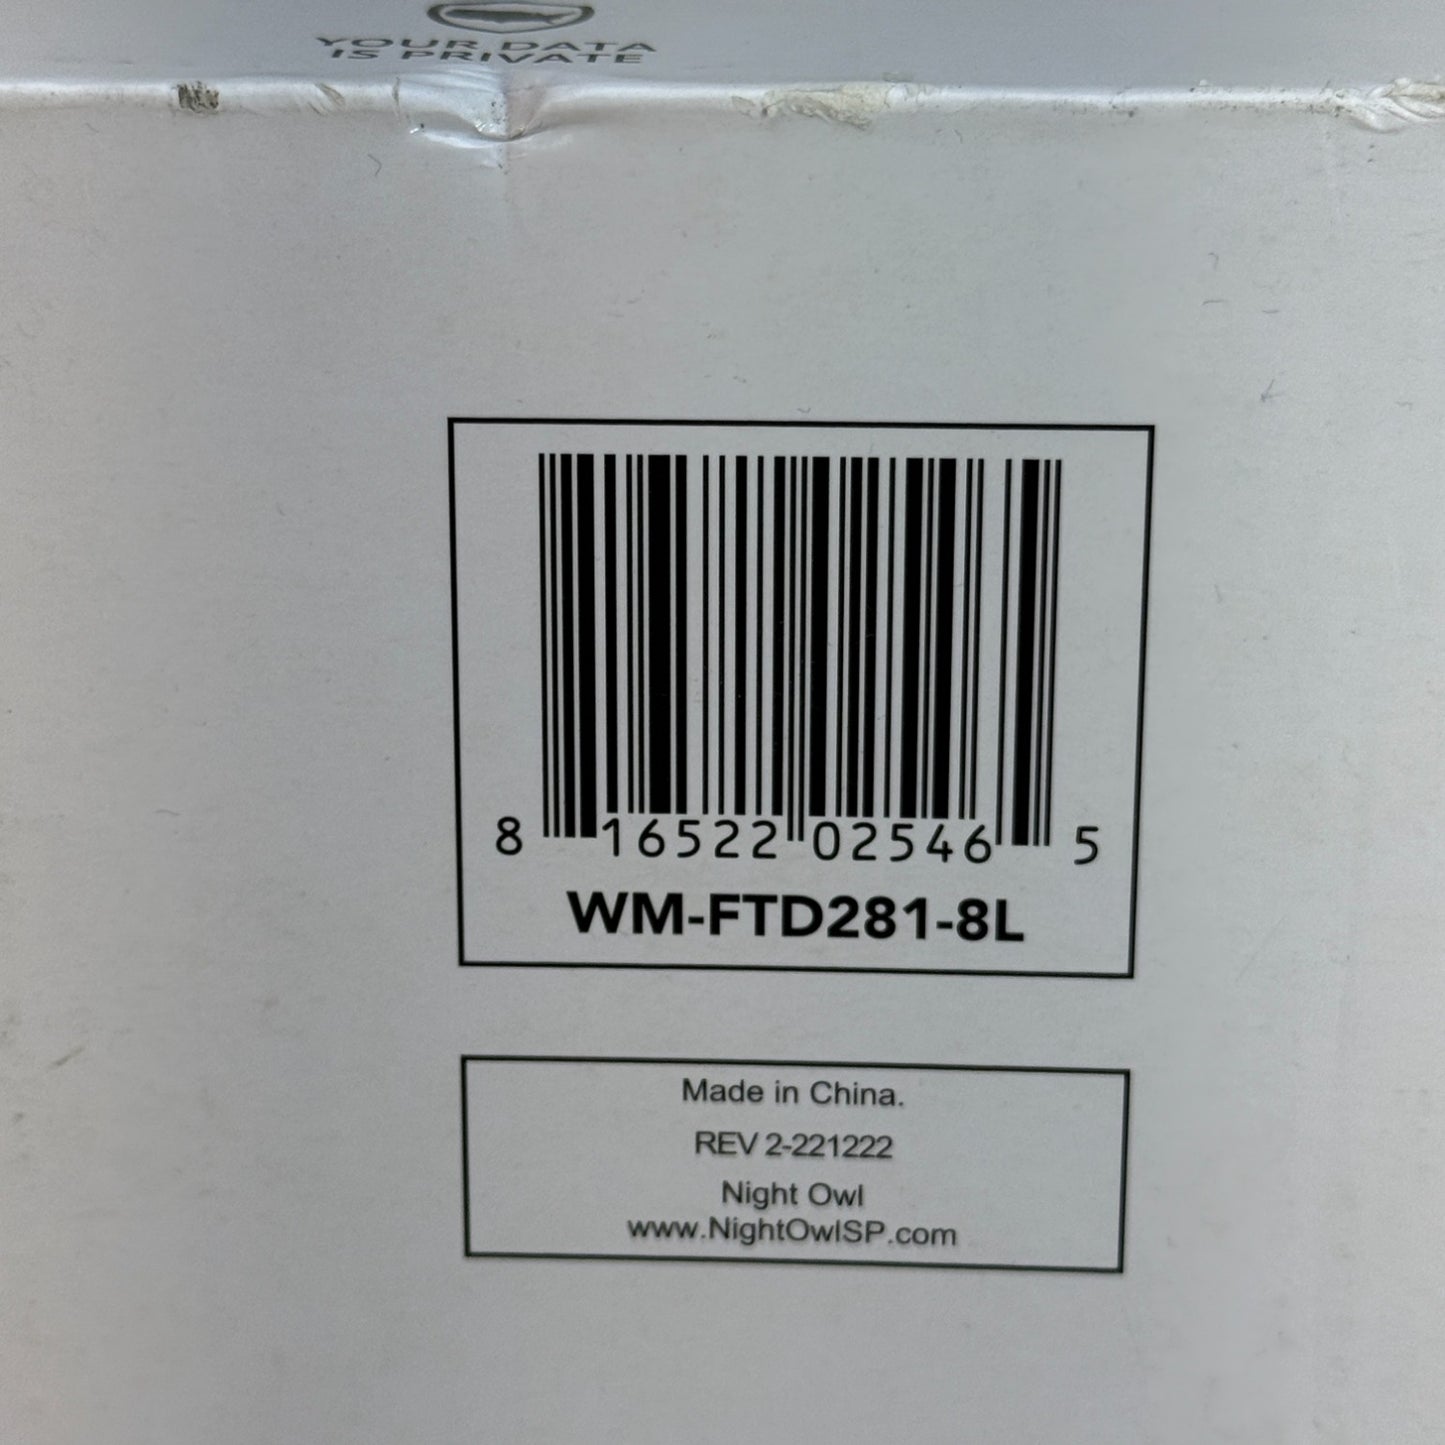 YOUR DATA
IS PRIVATE
8 16522 02546 5
WM-FTD281-8L
Made in China.
REV 2-221222
Night Owl
www.NightOwlSP.com